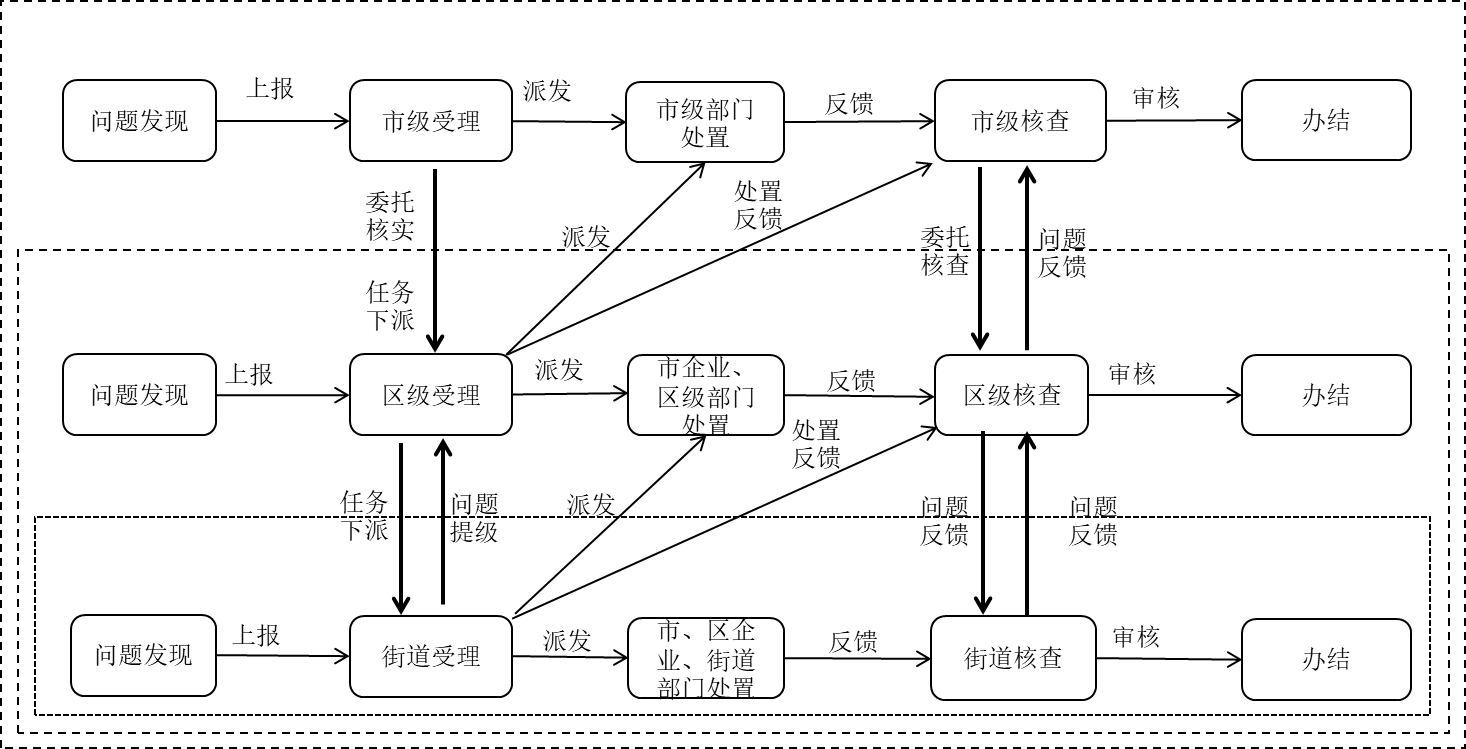 上报
派发
反馈
审核
问题发现
市级受理
市级部门
处置
市级核查
办结
委托
核实
处置
反馈
派发
委托
核查
问题
反馈
任务
下派
上报
派发
反馈
审核
问题发现
区级受理
市企业、
区级部门
处置
区级核查
办结
处置
反馈
任务
下派
问题
提级
派发
问题
反馈
问题
反馈
上报
派发
反馈
审核
问题发现
街道受理
市、区企
业、街道
部门处置
街道核查
办结